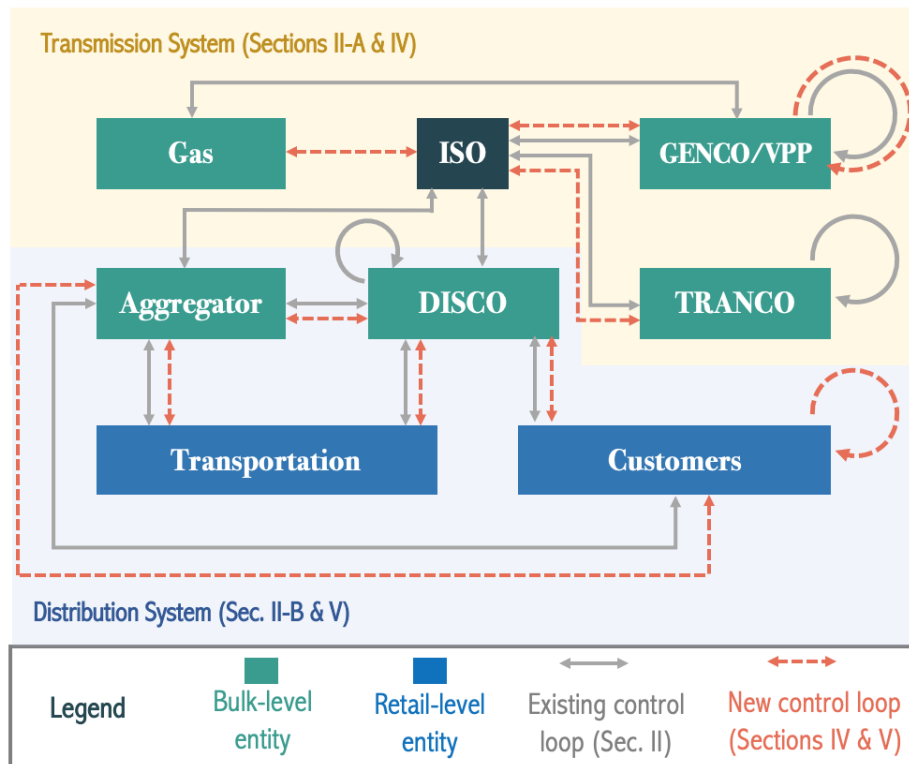 Transmission System (Sections II-A & IV)
Gas
ISO
GENCO/VPP
Aggregator
DISCO
TRANCO
Transportation
Customers
Distribution System (Sec. II-B & V)
Legend
Bulk-level
entity
Retail-level
entity
Existing control
loop (Sec. II)
New control loop
(Sections IV & V)